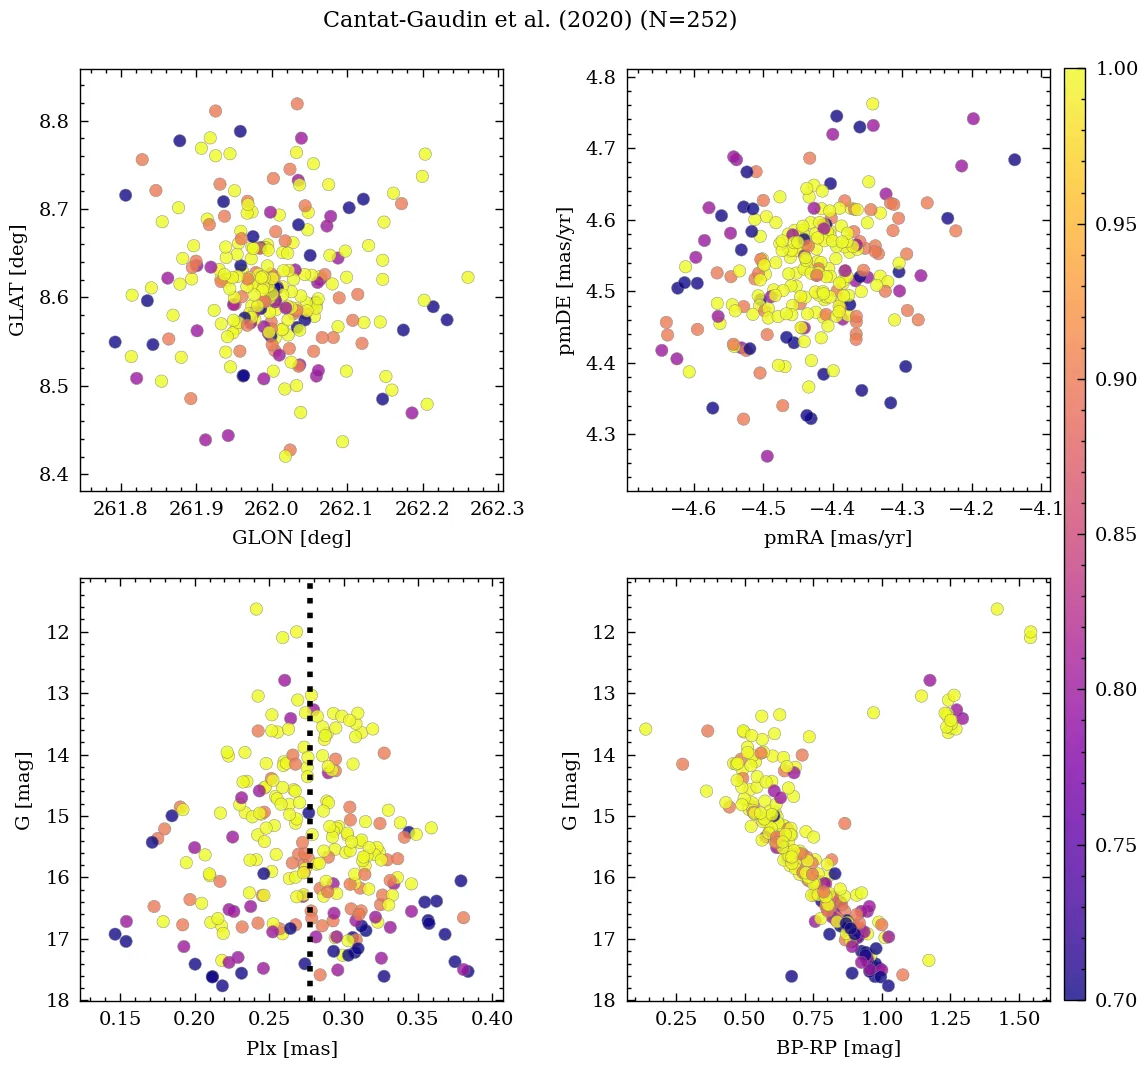 Cantat-Gaudin et al. (2020) (N=252)
8.8
8.7
8.6
8.5
8.4
GLAT [deg]
261.8 261.9 262.0 262.1 262.2 262.3
GLON [deg]
4.8
4.7
4.6
4.5
4.4
4.3
pmDE [mas/yr]
−4.6 −4.5 −4.4 −4.3 −4.2 −4.1
pmRA [mas/yr]
12
13
14
15
16
17
18
G [mag]
0.15 0.20 0.25 0.30 0.35 0.40
Plx [mas]
12
13
14
15
16
17
18
G [mag]
0.25 0.50 0.75 1.00 1.25 1.50
BP-RP [mag]
1.00
0.95
0.90
0.85
0.80
0.75
0.70